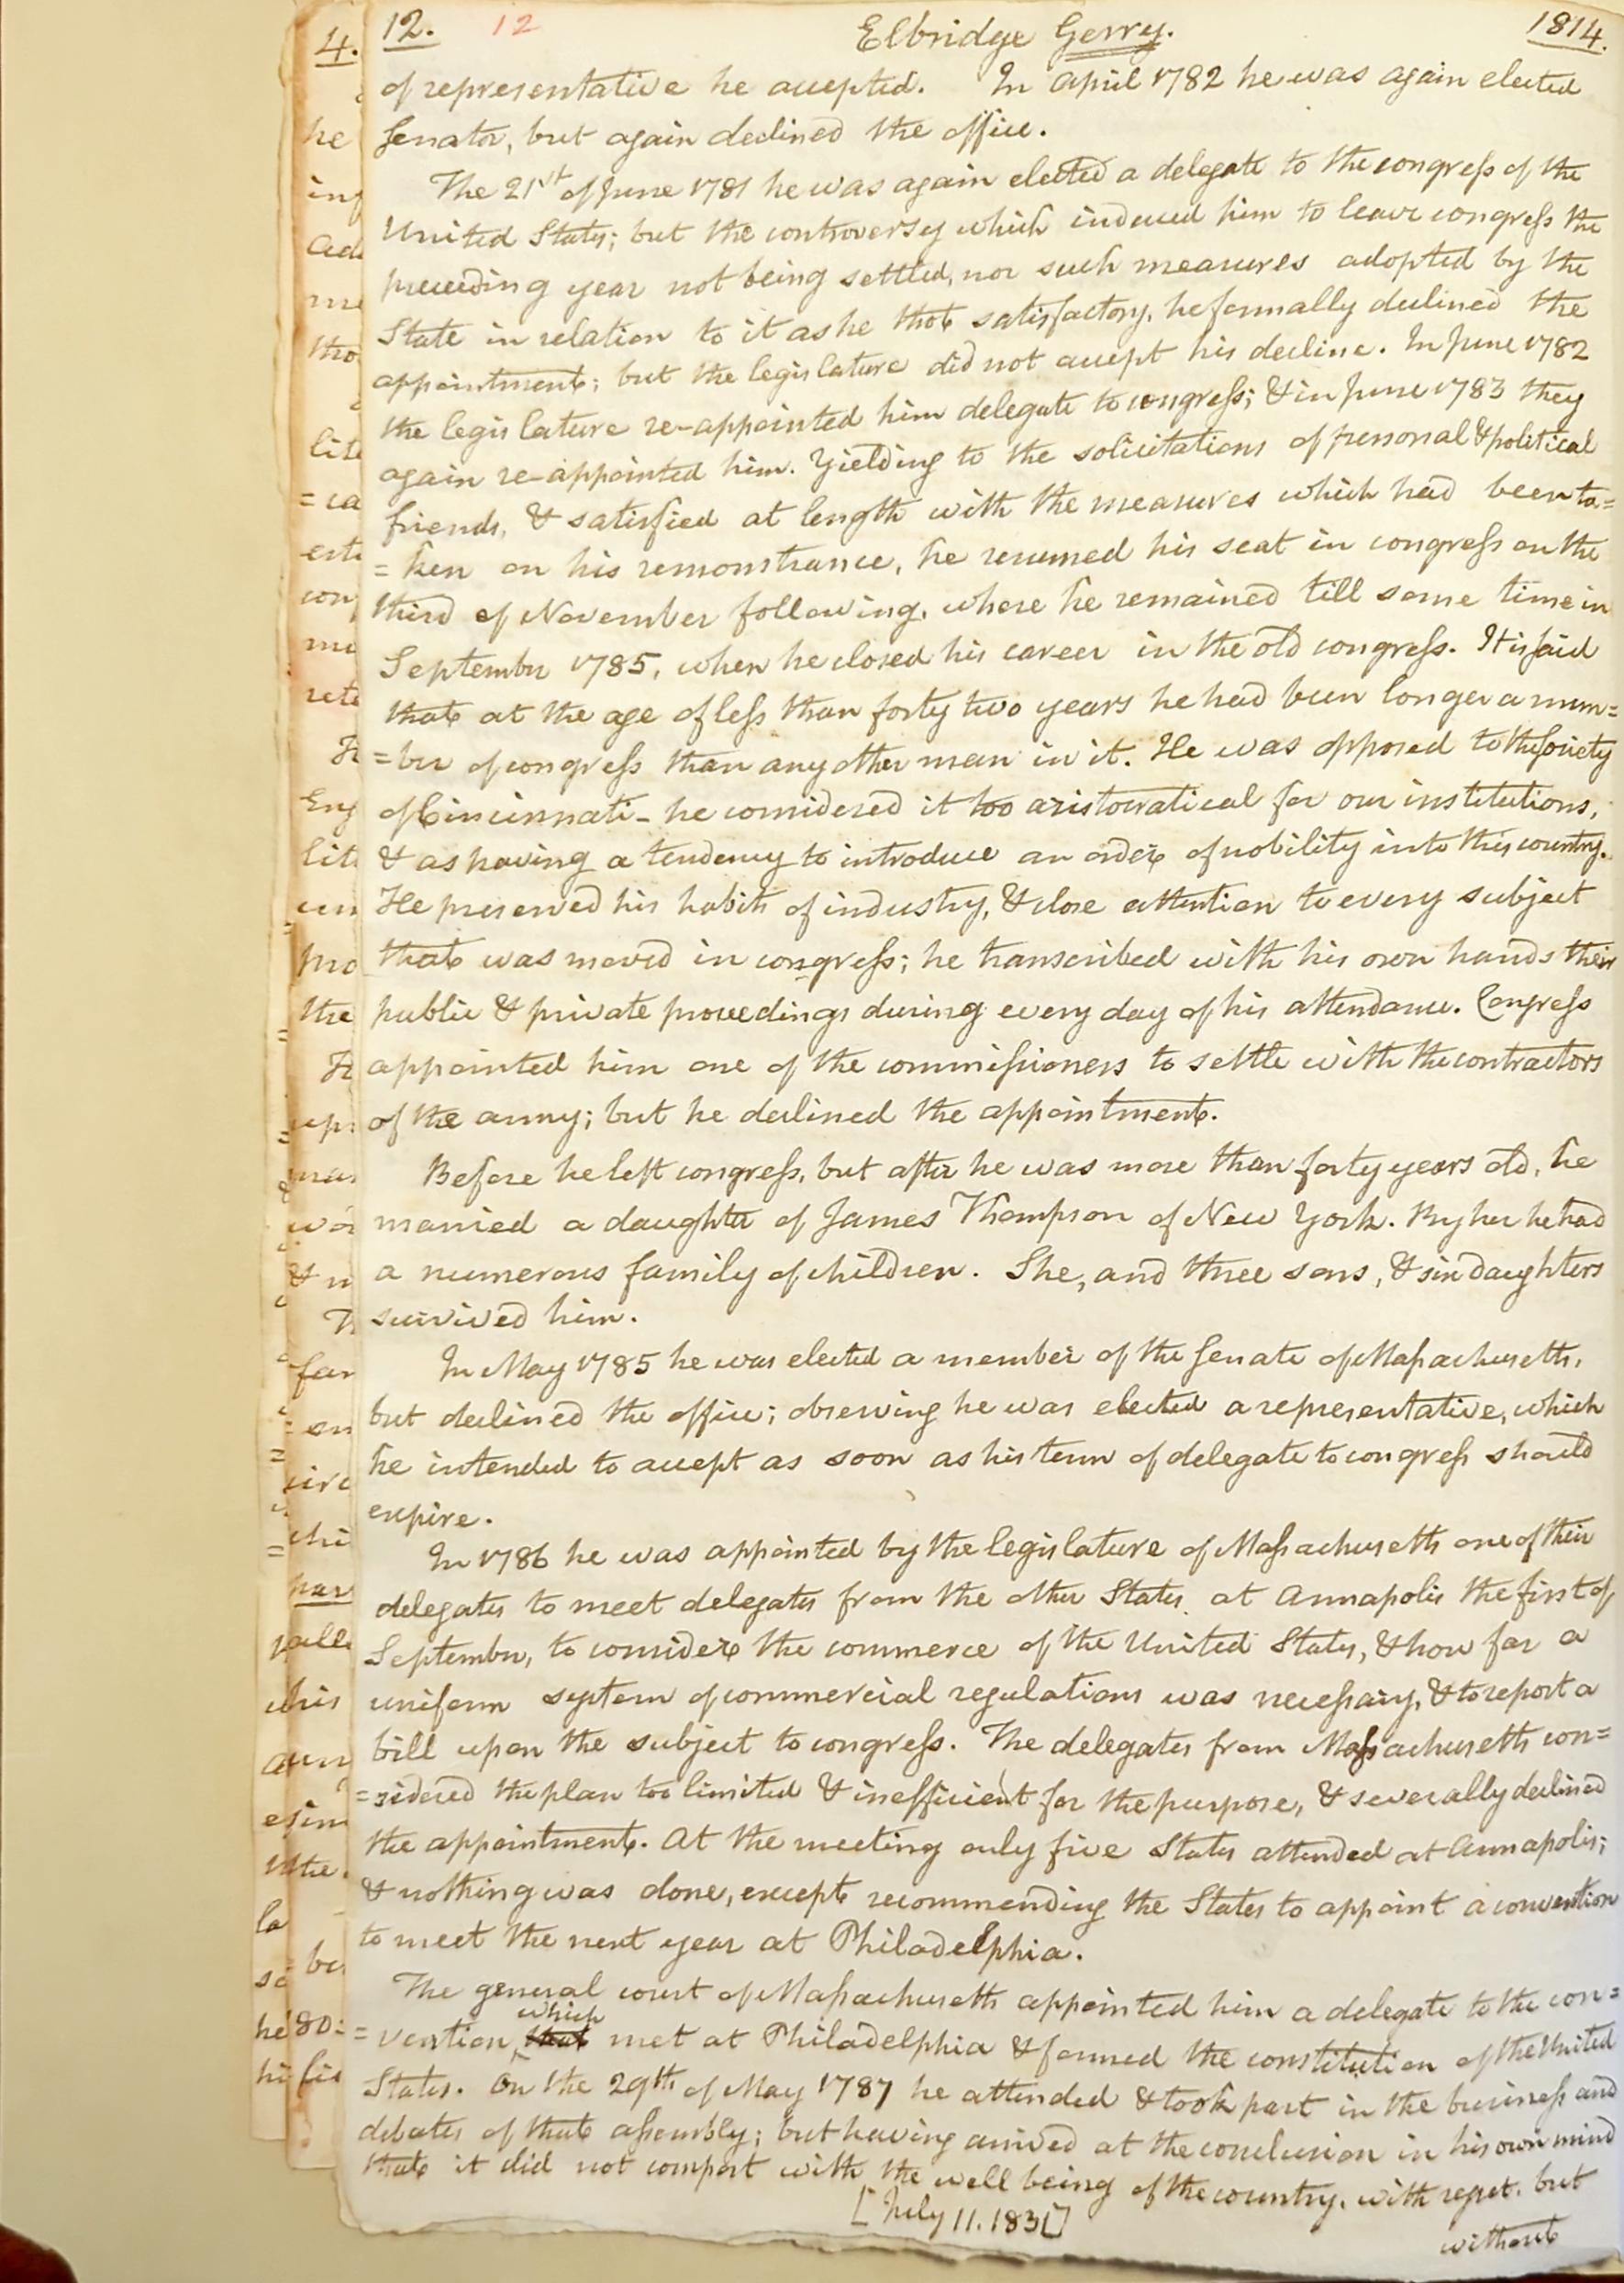 12. 12 Elbridge Gerry. 1814.
of representative he accepted. In april 1782 he was again elected
Senator, but again declined the office.
The 21st of June 1781 he was again elected a delegate to the congress of the
United States; but the controversy which induced him to leave congress the
preceeding year not being settled, nor such measures adopted by the
State in relation to it as he thot satisfactory, he formally declined the
appointment; but the legislature did not accept his decline. In June 1782
the legislature re-appointed him delegate to congress; & in June 1783 they
again re-appointed him. Yielding to the solicitations of personal & political
friends, & satisfied at length with the measures which had been ta=
=ken on his remonstrance, he resumed his seat in congress on the
third of November following, where he remained till some time in
September 1785, when he closed his career in the old congress. It is said
that at the age of less than forty two years he had been longer a mem=
=ber of congress than any other man in it. He was opposed to the Society
of Cincinnati - he considered it too aristocratical for our institutions,
& as having a tendency to introduce an order of nobility into this country.
He preserved his habits of industry, & close attention to every subject
that was moved in congress; he transcribed with his own hands their
public & private proceedings during every day of his attendance. Congress
appointed him one of the commissioners to settle with the contractors
of the army; but he declined the appointment.
Before he left congress, but after he was more than forty years old, he
married a daughter of James Thompson of New York. By her he had
a numerous family of children. She, and three sons, & six daughters
survived him.
In May 1785 he was elected a member of the Senate of Massachusetts,
but declined the office; observing he was elected a representative, which
he intended to accept as soon as his term of delegate to congress should
expire.
In 1786 he was appointed by the legislature of Massachusetts one of their
delegates to meet delegates from the other States at Annapolis the first of
September, to consider the commerce of the United States, & how far a
uniform system of commercial regulations was necessary, & to report a
bill upon the subject to congress. The delegates from Massachusetts con=
=sidered the plan too limited & inefficient for the purpose, & severally declined
the appointment. At the meeting only five States attended at Annapolis;
& nothing was done, except recommending the States to appoint a convention
to meet the next year at Philadelphia.
The general court of Massachusetts appointed him a delegate to the con=
which
=vention, that met at Philadelphia & formed the constitution of the United
States. On the 29th of May 1787 he attended & took part in the business and
debates of that assembly; but having arrived at the conclusion in his own mind
that it did not comport with the well being of the country, with regret, but
[July 11. 1831] without